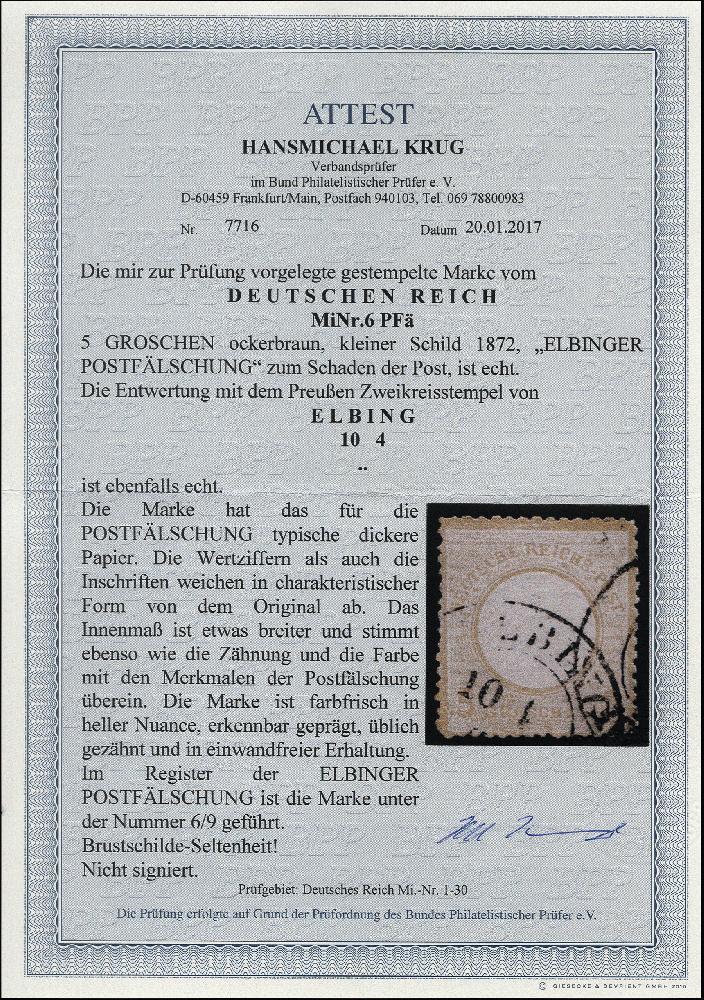 ATTEST
HANSMICHAEL KRUG
Verbandsprüfer
im Bund Philatelistischer Prüfer e. V.
D-60459 Frankfurt/Main, Postfach 940103, Tel. 069 78800983
Nr. 7716 Datum 20.01.2017
Die mir zur Prüfung vorgelegte gestempelte Marke vom
DEUTSCHEN REICH
MiNr.6 PFä
5 GROSCHEN ockerbraun, kleiner Schild 1872, „ELBINGER
POSTFÄLSCHUNG“ zum Schaden der Post, ist echt.
Die Entwertung mit dem Preußen Zweikreisstempel von
ELBING
10 4
..
ist ebenfalls echt.
Die Marke hat das für die
POSTFÄLSCHUNG typische dickere
Papier. Die Wertziffern als auch die
Inschriften weichen in charakteristischer
Form von dem Original ab. Das
Innenmaß ist etwas breiter und stimmt
ebenso wie die Zähnung und die Farbe
mit den Merkmalen der Postfälschung
überein. Die Marke ist farbfrisch in
heller Nuance, erkennbar geprägt, üblich
gezähnt und in einwandfreier Erhaltung.
Im Register der ELBINGER
POSTFÄLSCHUNG ist die Marke unter
der Nummer 6/9 geführt.
Brustschilde-Seltenheit!
Nicht signiert.
REICHS
10 4
Prüfgebiet: Deutsches Reich Mi.-Nr. 1-30
Die Prüfung erfolgte auf Grund der Prüfordnung des Bundes Philatelistischer Prüfer e.V.
© GIESECKE & DEVRIENT GMBH 2010